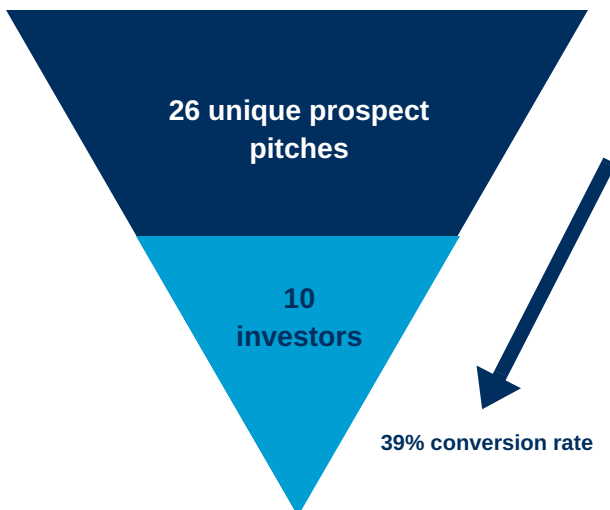 26 unique prospect
pitches
10
investors
39% conversion rate